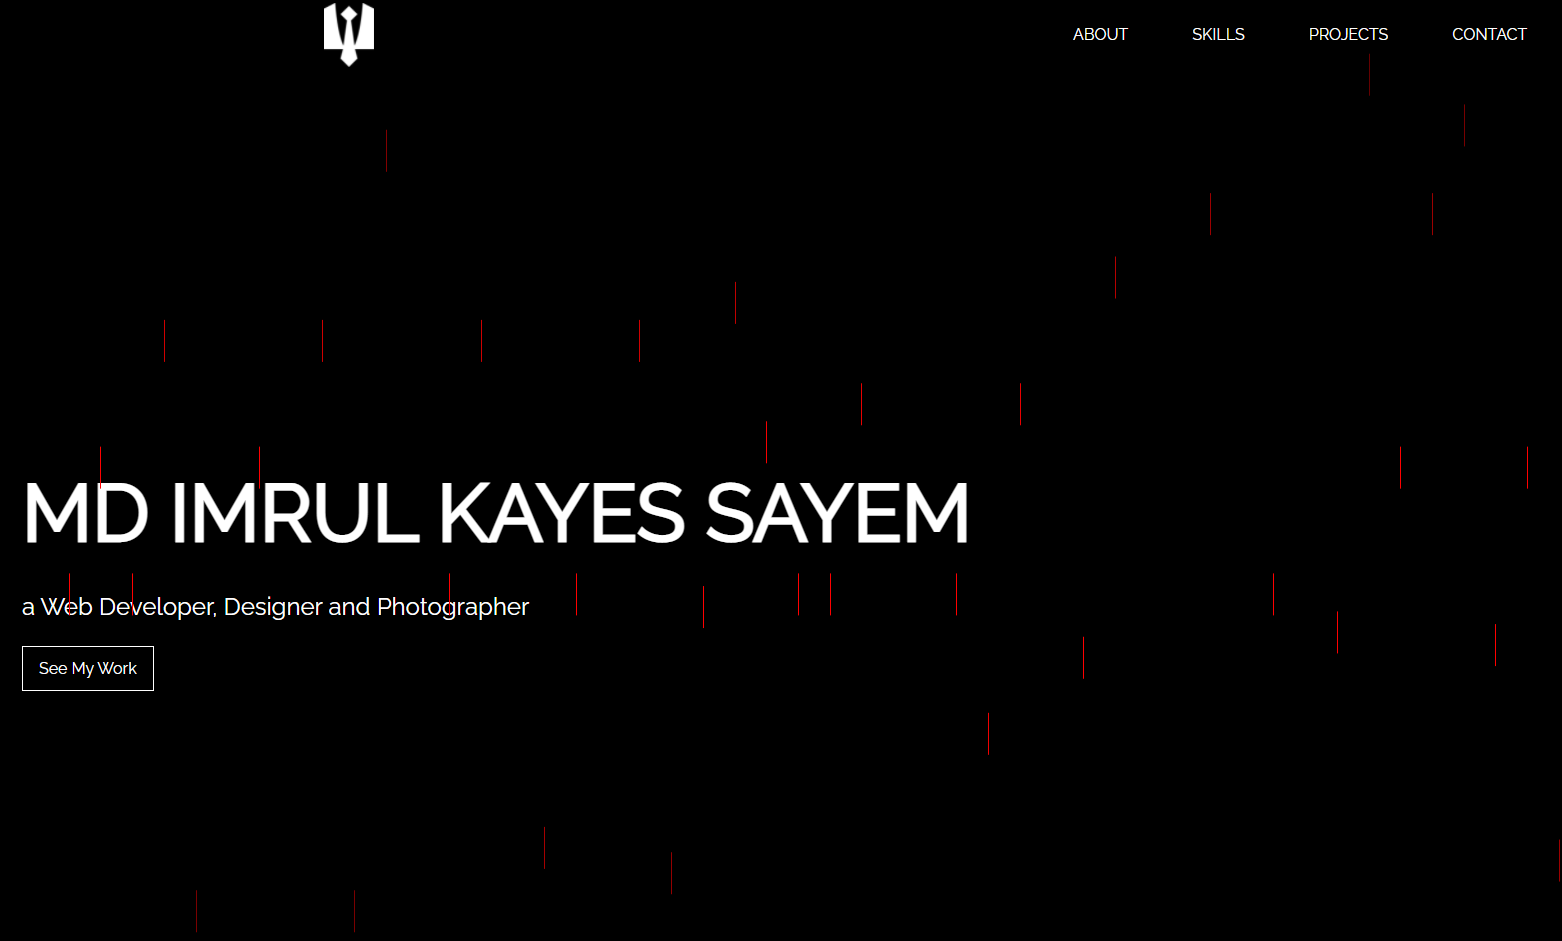 ABOUT SKILLS PROJECTS CONTACT
MD IMRUL KAYES SAYEM
a Web Developer, Designer and Photographer
See My Work